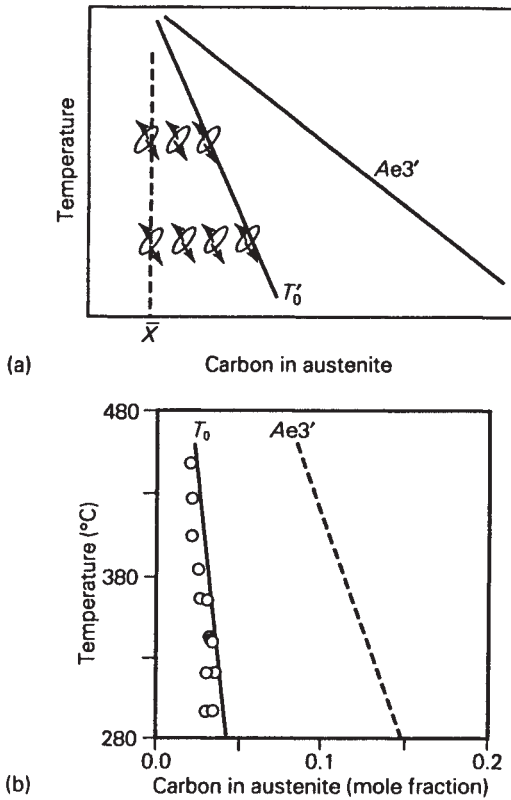 Temperature
Ae3′
T′0
X̄
(a)
Carbon in austenite
480
T0
Ae3′
Temperature (°C)
380
280
0.0
0.1
0.2
(b)
Carbon in austenite (mole fraction)